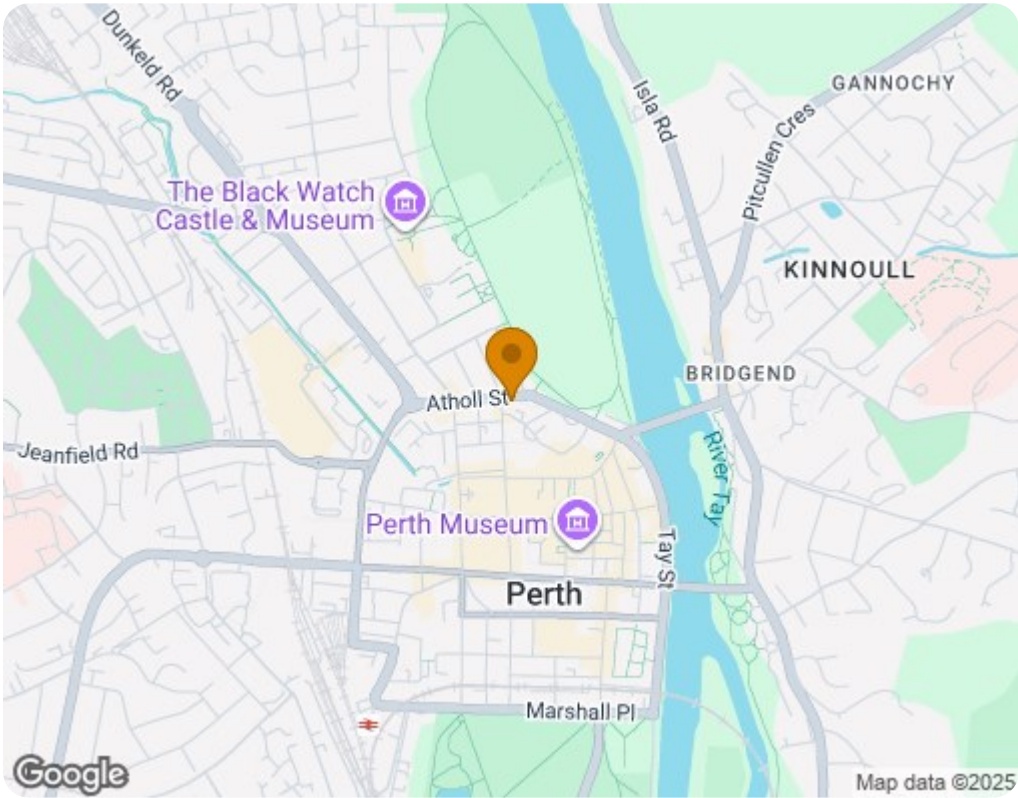 Dunkeld Rd
Isla Rd
GANNOCHY
Pitcullen Cres
The Black Watch
Castle & Museum
KINNOULL
BRIDGEND
Atholl St
Jeanfield Rd
River Tay
Perth Museum
Tay St
Perth
Marshall Pl
Google
Map data ©2025